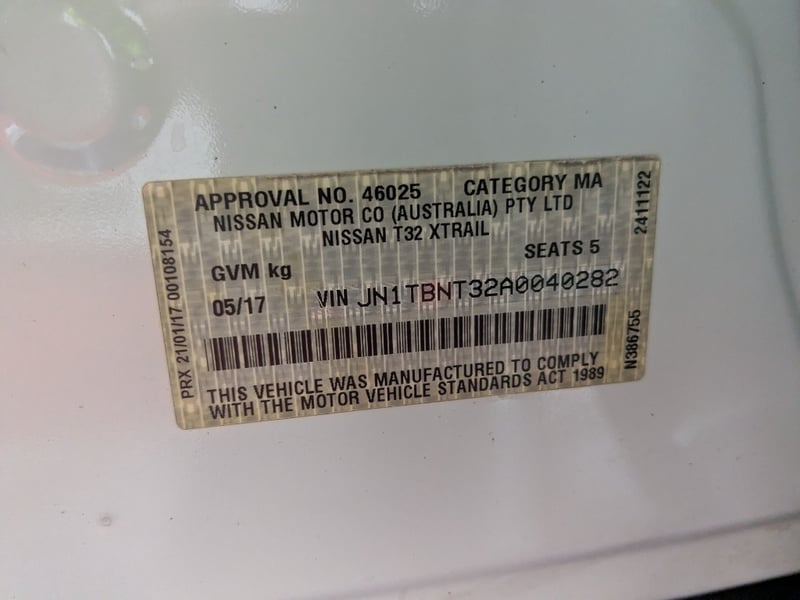 APPROVAL NO. 46025 CATEGORY MA
NISSAN MOTOR CO (AUSTRALIA) PTY LTD
NISSAN T32 XTRAIL
SEATS 5
GVM kg
05/17 VIN JN1TBNT32A0040282
THIS VEHICLE WAS MANUFACTURED TO COMPLY
WITH THE MOTOR VEHICLE STANDARDS ACT 1989
PRX 21/01/17 00108154
2411122
N386755